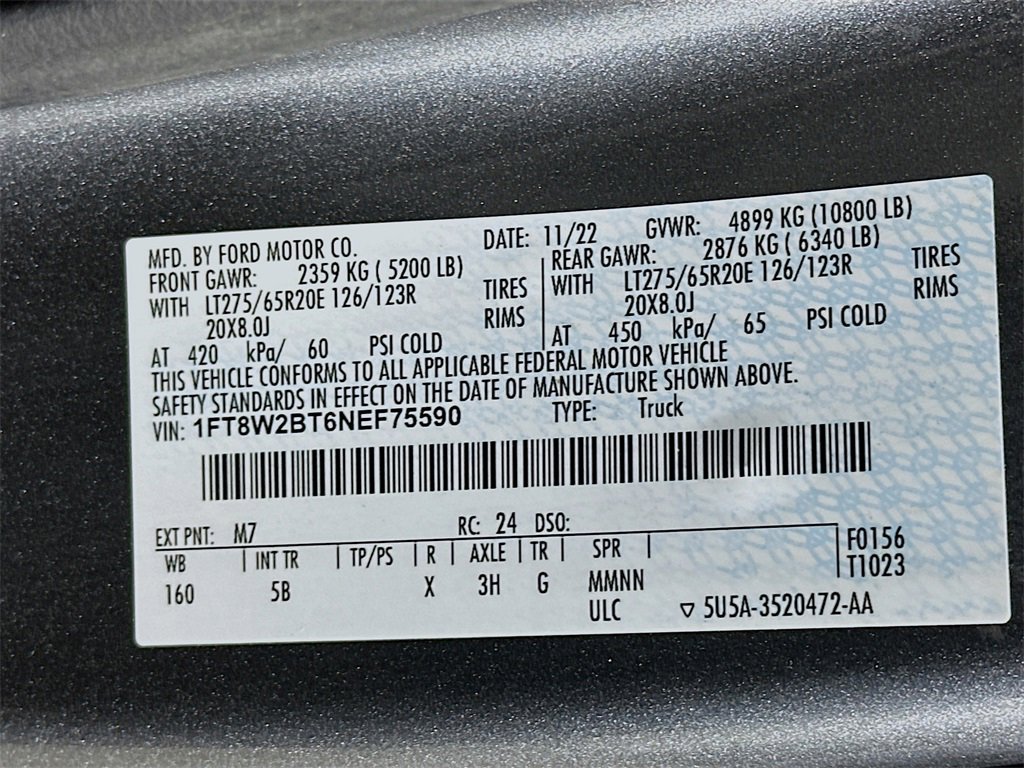 MFD. BY FORD MOTOR CO. DATE: 11/22 GVWR: 4899 KG (10800 LB)
FRONT GAWR: 2359 KG ( 5200 LB) REAR GAWR: 2876 KG ( 6340 LB)
WITH LT275/65R20E 126/123R TIRES WITH LT275/65R20E 126/123R TIRES
20X8.0J RIMS 20X8.0J RIMS
AT 420 kPa/ 60 PSI COLD AT 450 kPa/ 65 PSI COLD
THIS VEHICLE CONFORMS TO ALL APPLICABLE FEDERAL MOTOR VEHICLE
SAFETY STANDARDS IN EFFECT ON THE DATE OF MANUFACTURE SHOWN ABOVE.
VIN: 1FT8W2BT6NEF75590 TYPE: Truck
EXT PNT: M7 RC: 24 DSO:
WB | INT TR | TP/PS | R | AXLE | TR | SPR | F0156
160 5B X 3H G MMNN T1023
ULC ▽ 5U5A-3520472-AA